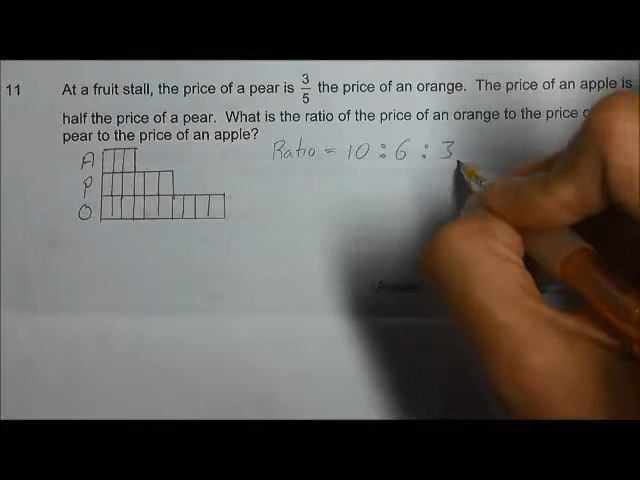 11 At a fruit stall, the price of a pear is 3/5 the price of an orange. The price of an apple is
half the price of a pear. What is the ratio of the price of an orange to the price
pear to the price of an apple?
Ratio = 10 : 6 : 3
A
P
O